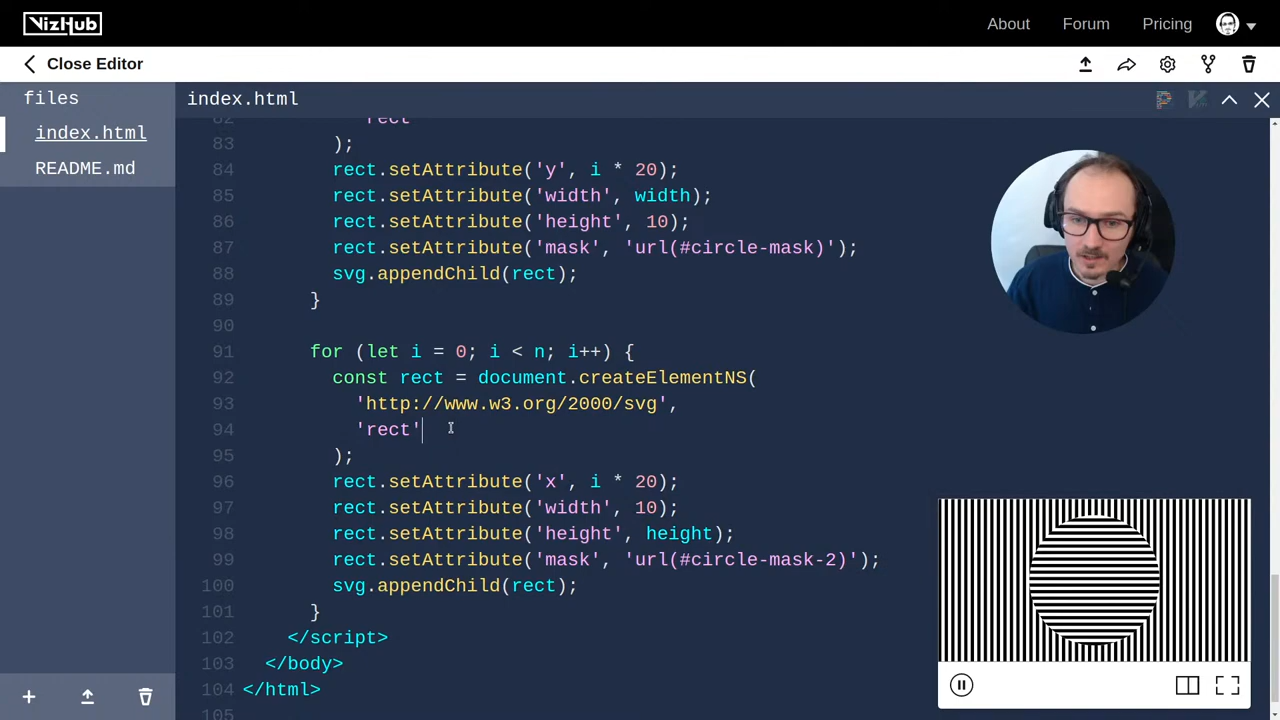 VizHub
About Forum Pricing
Close Editor
files
index.html
README.md
index.html
82 'rect'
83 );
84 rect.setAttribute('y', i * 20);
85 rect.setAttribute('width', width);
86 rect.setAttribute('height', 10);
87 rect.setAttribute('mask', 'url(#circle-mask)');
88 svg.appendChild(rect);
89 }
90
91 for (let i = 0; i < n; i++) {
92 const rect = document.createElementNS(
93 'http://www.w3.org/2000/svg',
94 'rect'
95 );
96 rect.setAttribute('x', i * 20);
97 rect.setAttribute('width', 10);
98 rect.setAttribute('height', height);
99 rect.setAttribute('mask', 'url(#circle-mask-2)');
100 svg.appendChild(rect);
101 }
102 </script>
103 </body>
104 </html>
105